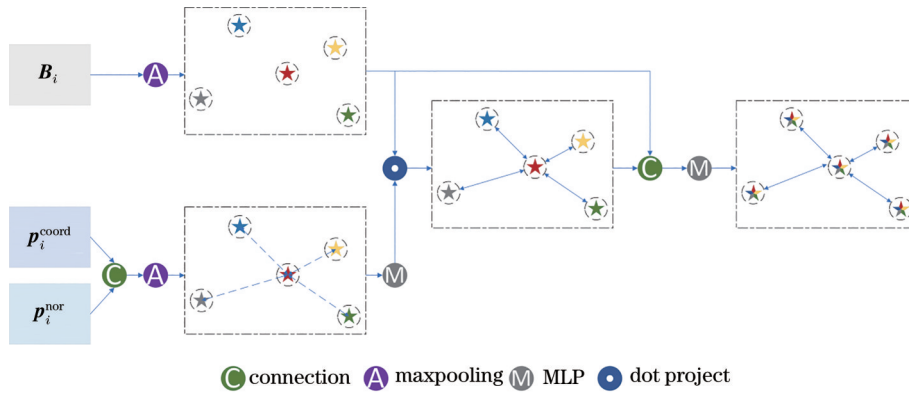 B_i
A
p_i^coord
C
A
p_i^nor
M
C
M
C connection A maxpooling M MLP dot project